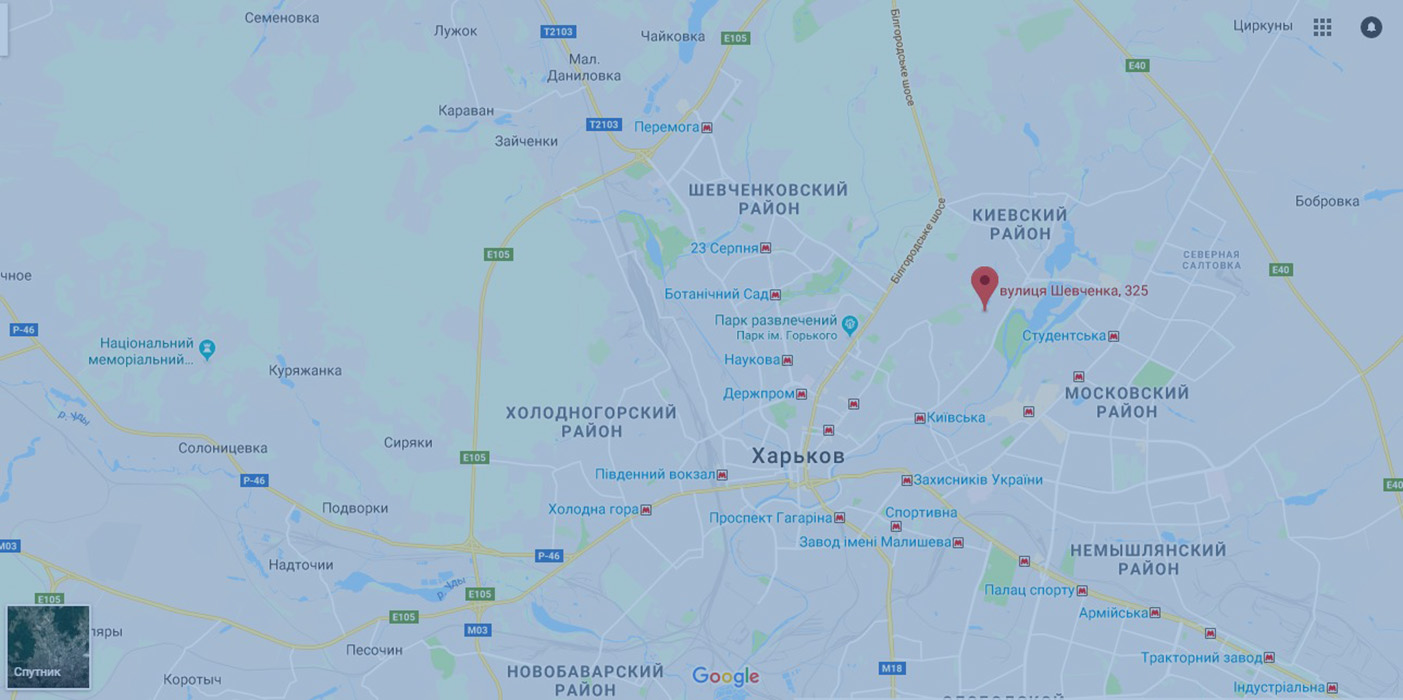 Семеновка
Лужок
T2103
Чайковка
E105
Білгородське шосе
Циркуны
Мал.
Даниловка
E40
Караван
Зайченки
T2103
Перемога
ШЕВЧЕНКОВСКИЙ
РАЙОН
Бобровка
КИЕВСКИЙ
РАЙОН
Білгородське шосе
23 Серпня
E105
СЕВЕРНАЯ
САЛТОВКА
E40
чное
Ботанічний Сад
вулиця Шевченка, 325
P-46
Парк развлечений
Парк ім. Горького
Студентська
Національний
меморіальний...
Наукова
Куряжанка
Держпром
МОСКОВСКИЙ
РАЙОН
р. Уды
ХОЛОДНОГОРСКИЙ
РАЙОН
Київська
Солоницевка
Сиряки
Харьков
E105
P-46
Південний вокзал
Захисників України
E40
Подворки
Холодна гора
Проспект Гагаріна
Спортивна
M03
P-46
Завод імені Малишева
НЕМЫШЛЯНСКИЙ
РАЙОН
Надточии
р. Уды
E105
E105
E105
Палац спорту
Армійська
M03
ляры
Песочин
Спутник
Коротыч
НОВОБАВАРСКИЙ
РАЙОН
Google
M18
Тракторний завод
Індустріальна